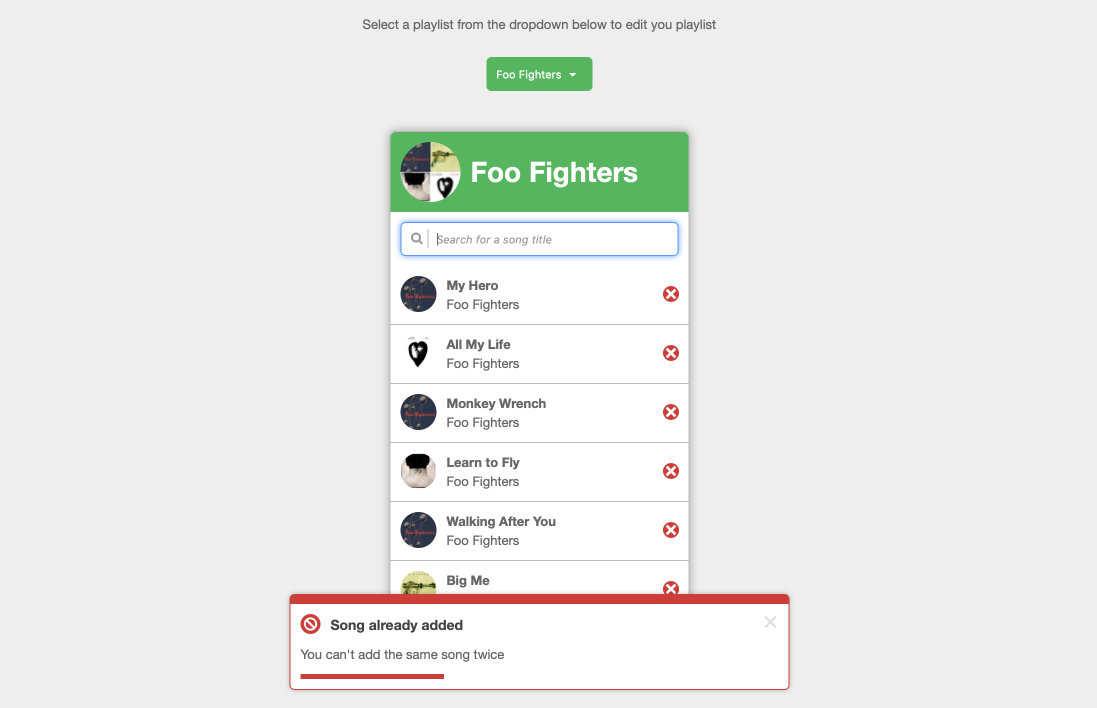 Select a playlist from the dropdown below to edit you playlist
Foo Fighters
Foo Fighters
Search for a song title
My Hero
Foo Fighters
All My Life
Foo Fighters
Monkey Wrench
Foo Fighters
Learn to Fly
Foo Fighters
Walking After You
Foo Fighters
Big Me
Song already added
You can't add the same song twice